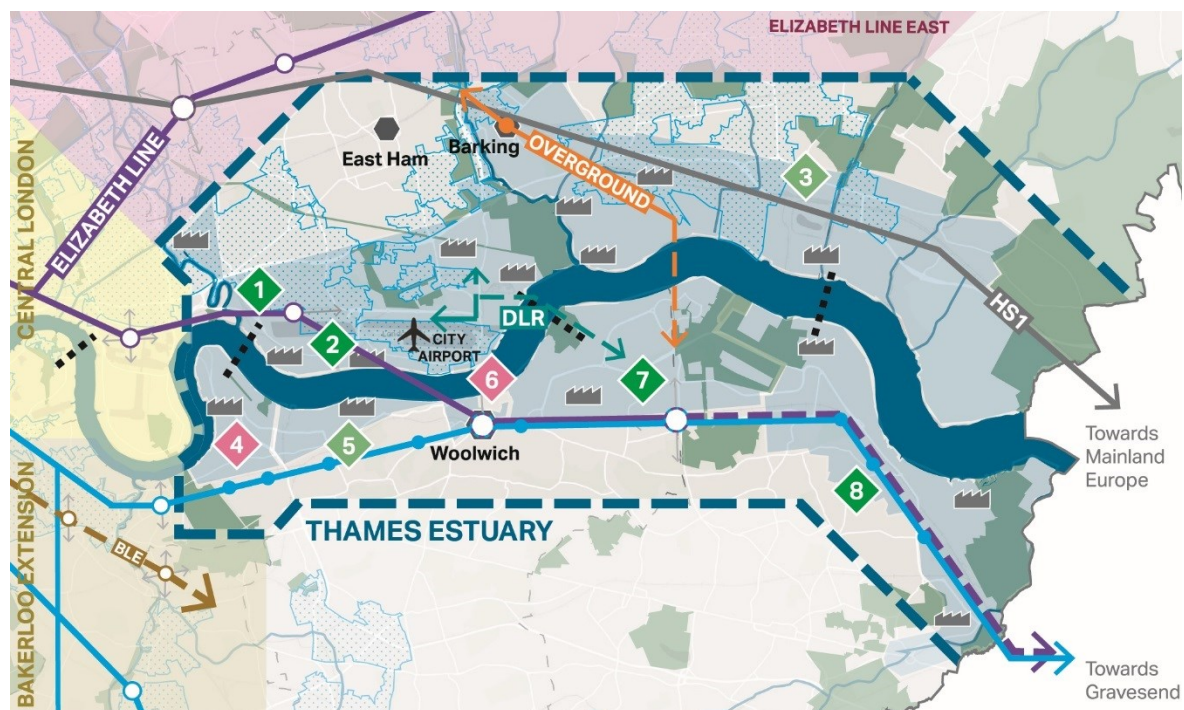 ELIZABETH LINE EAST
CENTRAL LONDON
ELIZABETH LINE
East Ham
Barking
OVERGROUND
3
1
2
CITY
AIRPORT
DLR
HS1
4
5
6
7
Woolwich
8
Towards
Mainland
Europe
BAKERLOO EXTENSION
BLE
THAMES ESTUARY
Towards
Gravesend